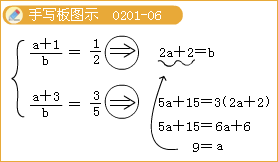 手写板图示 0201-06
(a+1)/b = 1/2 ⇒ 2a+2=b
(a+3)/b = 3/5 ⇒ 5a+15=3(2a+2)
5a+15=6a+6
9=a